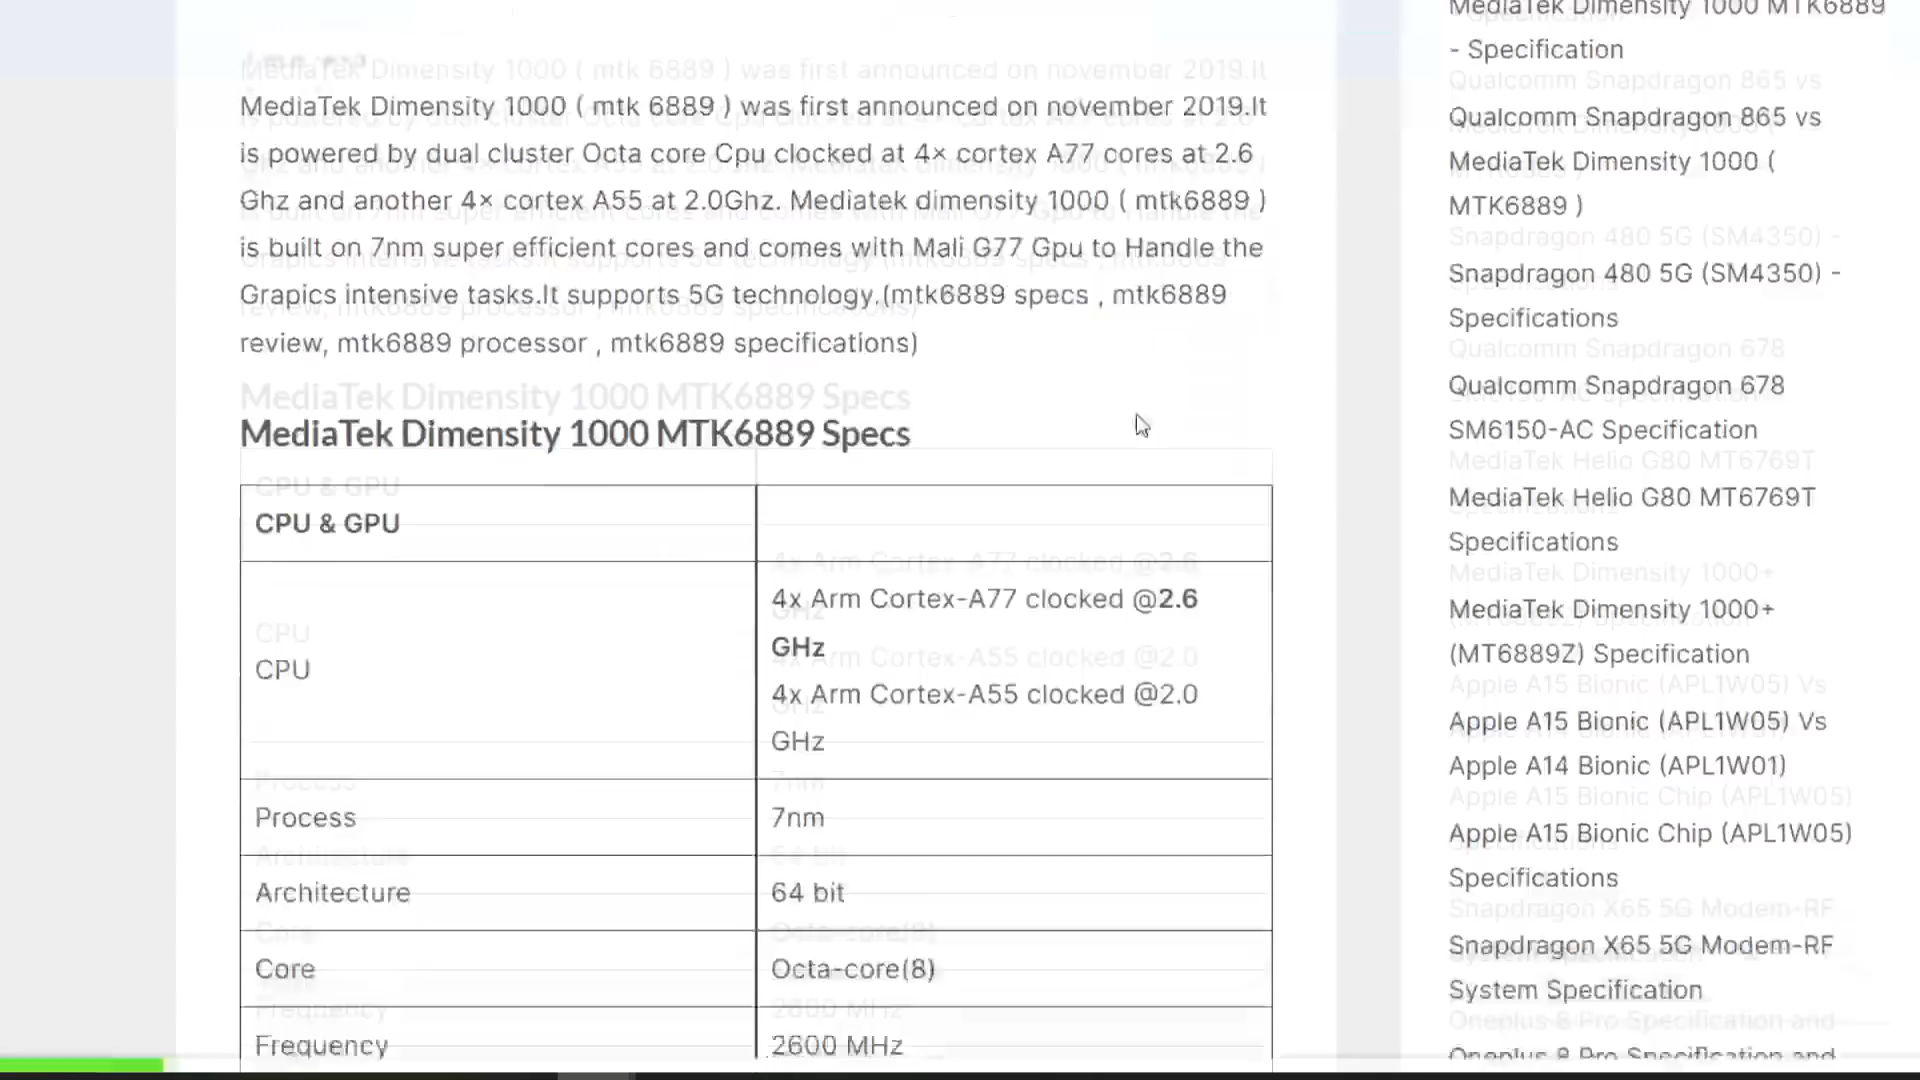 MediaTek Dimensity 1000 ( mtk 6889 ) was first announced on november 2019.It
is powered by dual cluster Octa core Cpu clocked at 4× cortex A77 cores at 2.6
Ghz and another 4× cortex A55 at 2.0Ghz. Mediatek dimensity 1000 ( mtk6889 )
is built on 7nm super efficient cores and comes with Mali G77 Gpu to Handle the
Grapics intensive tasks.It supports 5G technology,(mtk6889 specs , mtk6889
review, mtk6889 processor , mtk6889 specifications)
MediaTek Dimensity 1000 MTK6889 Specs
CPU & GPU
CPU
4x Arm Cortex-A77 clocked @2.6
GHz
4x Arm Cortex-A55 clocked @2.0
GHz
Process
7nm
Architecture
64 bit
Core
Octa-core(8)
Frequency
2600 MHz
MediaTek Dimensity 1000 MTK6889
- Specification
Qualcomm Snapdragon 865 vs
MediaTek Dimensity 1000 (
MTK6889 )
Snapdragon 480 5G (SM4350) -
Specifications
Qualcomm Snapdragon 678
SM6150-AC Specification
MediaTek Helio G80 MT6769T
Specifications
MediaTek Dimensity 1000+
(MT6889Z) Specification
Apple A15 Bionic (APL1W05) Vs
Apple A14 Bionic (APL1W01)
Apple A15 Bionic Chip (APL1W05)
Specifications
Snapdragon X65 5G Modem-RF
System Specification
Oneplus 8 Pro Specification and